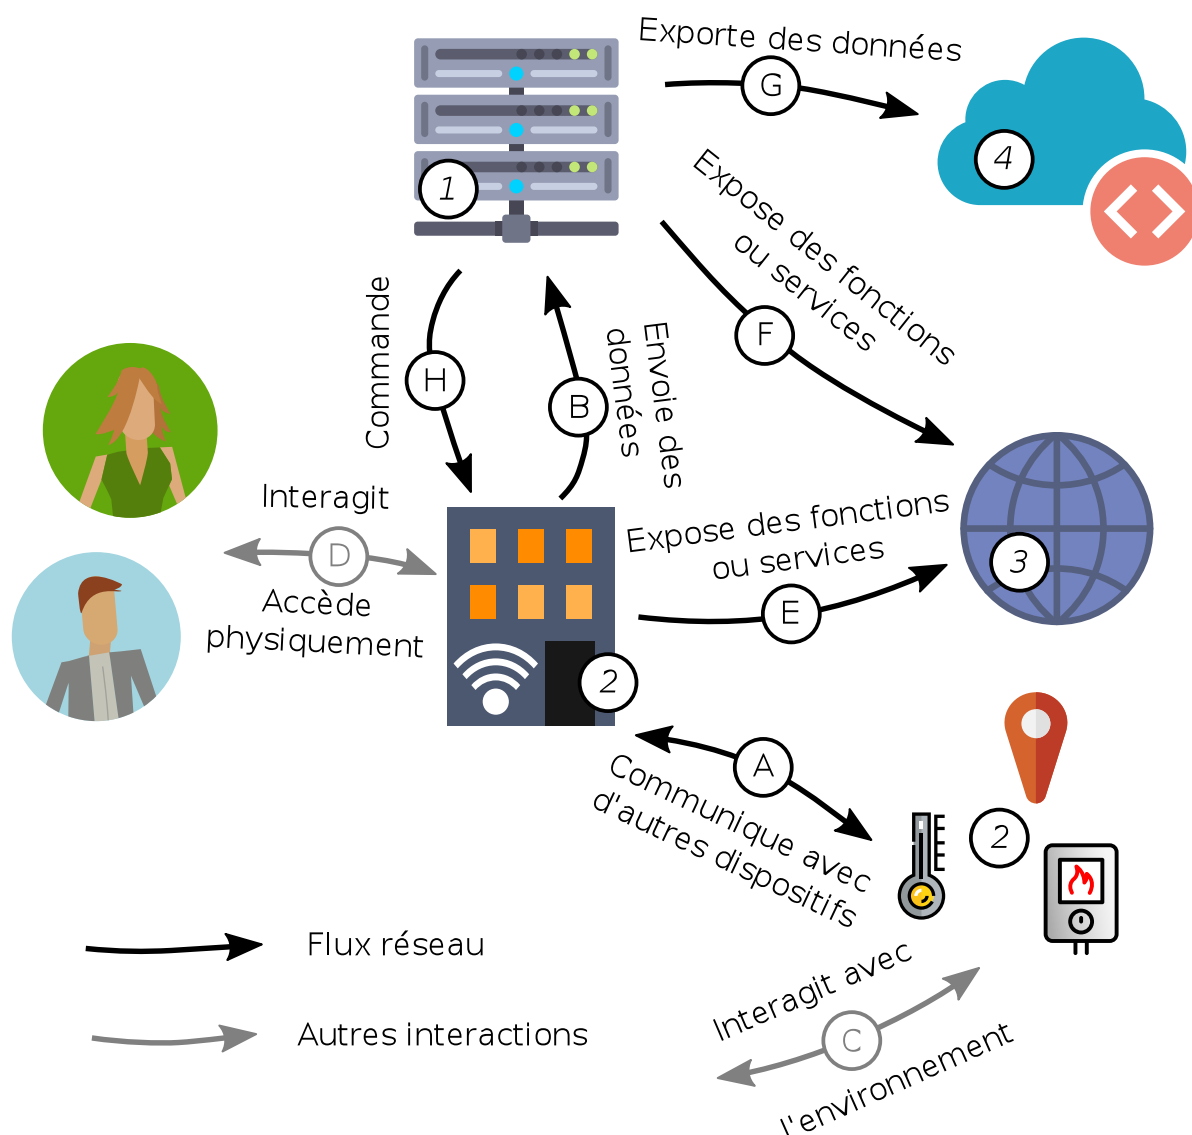 Exporte des données
G
4
1
Expose des fonctions
ou services
F
Commande
H
B
Envoie des
données
Interagit
D
Accède
physiquement
Expose des fonctions
ou services
E
3
2
A
Communique avec
d'autres dispositifs
2
Flux réseau
Autres interactions
Interagit avec
C
l'environnement